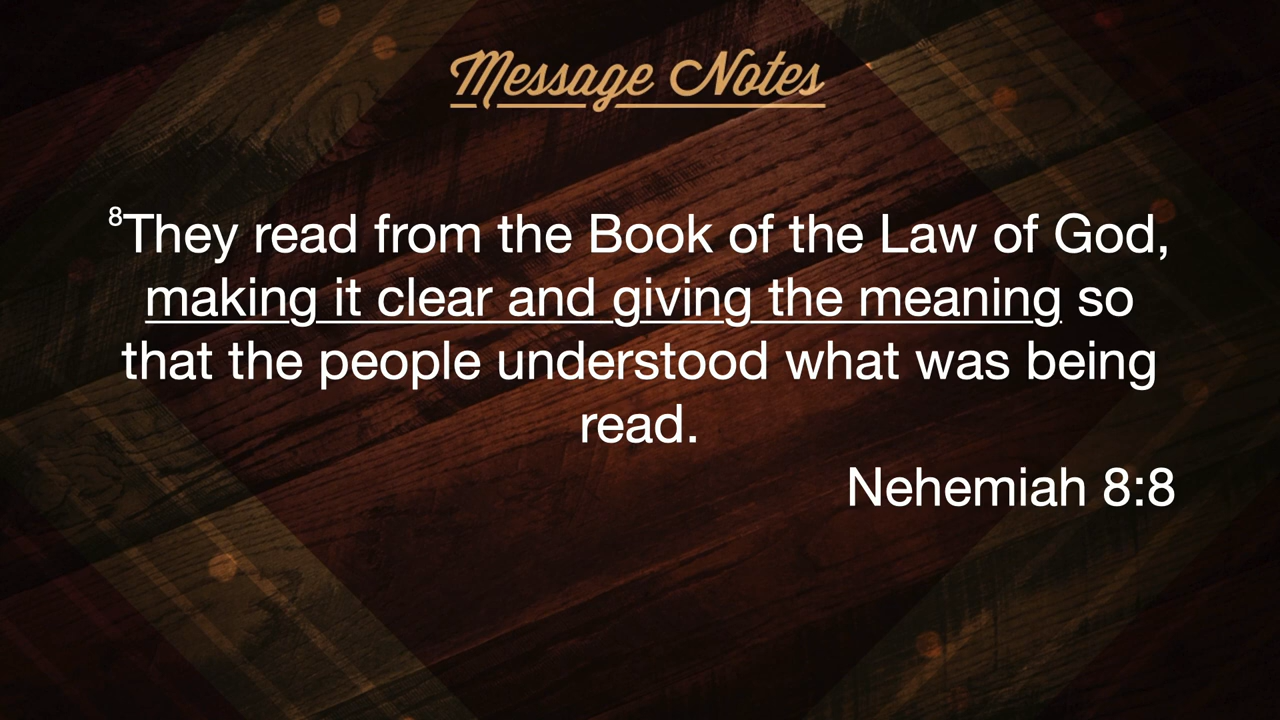 Message Notes
⁸They read from the Book of the Law of God,
making it clear and giving the meaning so
that the people understood what was being
read.
Nehemiah 8:8